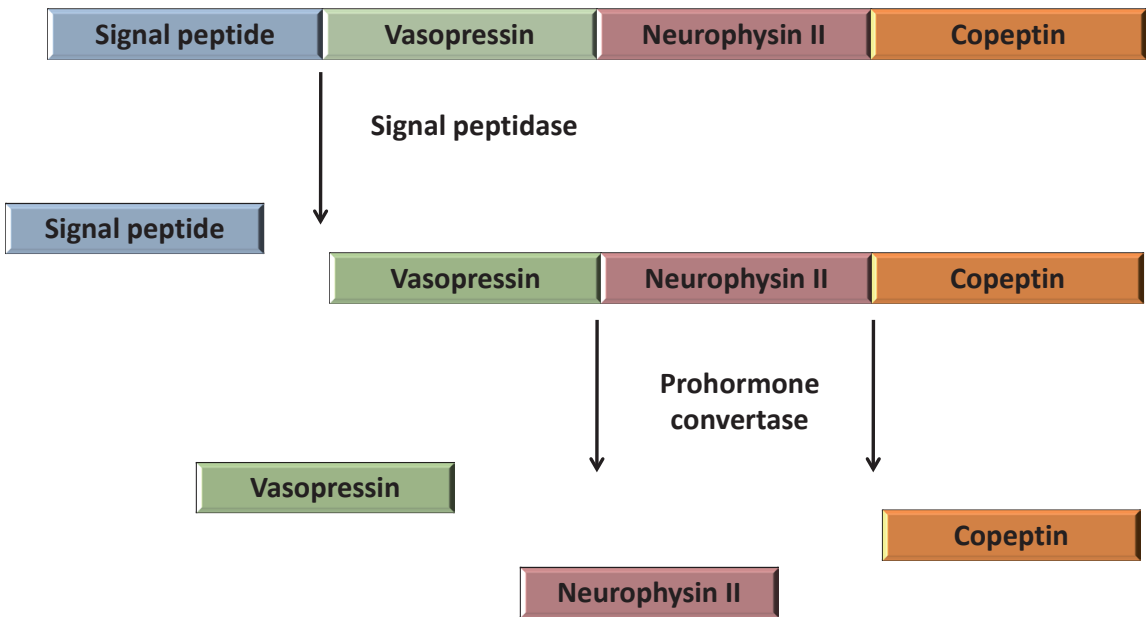 Signal peptide Vasopressin Neurophysin II Copeptin
Signal peptidase
Signal peptide
Vasopressin Neurophysin II Copeptin
Prohormone
convertase
Vasopressin
Copeptin
Neurophysin II